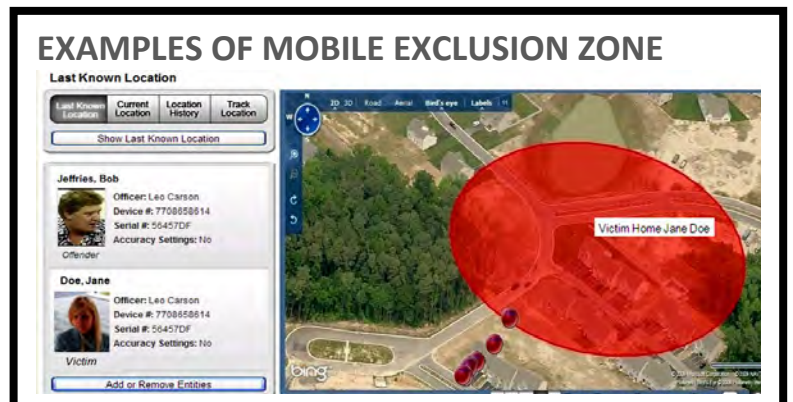 EXAMPLES OF MOBILE EXCLUSION ZONE
Last Known Location
Last Known Location
Current Location
Location History
Track Location
Show Last Known Location
Jeffries, Bob
Officer: Leo Carson
Device #: 7708658614
Serial #: 56457DF
Accuracy Settings: No
Offender
Doe, Jane
Officer: Leo Carson
Device #: 7708658614
Serial #: 56457DF
Accuracy Settings: No
Victim
Add or Remove Entities
N
W
2D 3D Road Aerial Bird's eye Labels
Victim Home Jane Doe
bing